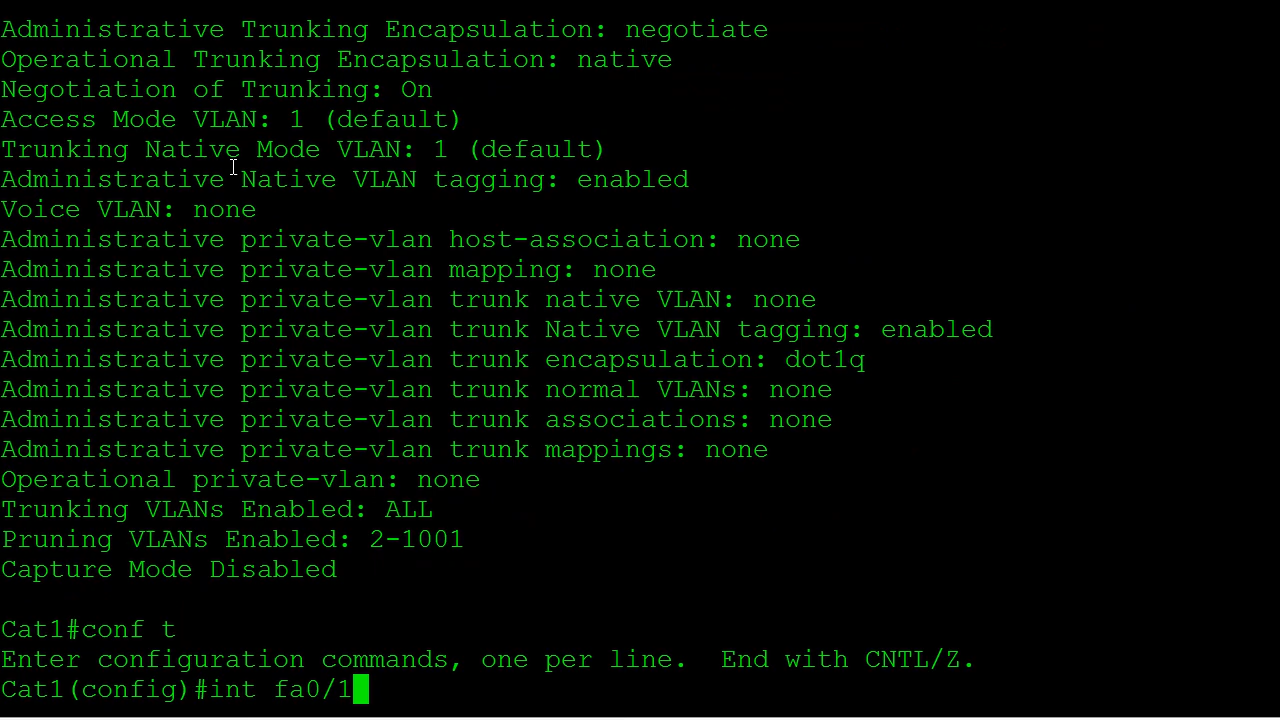 Administrative Trunking Encapsulation: negotiate
Operational Trunking Encapsulation: native
Negotiation of Trunking: On
Access Mode VLAN: 1 (default)
Trunking Native Mode VLAN: 1 (default)
Administrative Native VLAN tagging: enabled
Voice VLAN: none
Administrative private-vlan host-association: none
Administrative private-vlan mapping: none
Administrative private-vlan trunk native VLAN: none
Administrative private-vlan trunk Native VLAN tagging: enabled
Administrative private-vlan trunk encapsulation: dot1q
Administrative private-vlan trunk normal VLANs: none
Administrative private-vlan trunk associations: none
Administrative private-vlan trunk mappings: none
Operational private-vlan: none
Trunking VLANs Enabled: ALL
Pruning VLANs Enabled: 2-1001
Capture Mode Disabled
Cat1#conf t
Enter configuration commands, one per line.  End with CNTL/Z.
Cat1(config)#int fa0/1